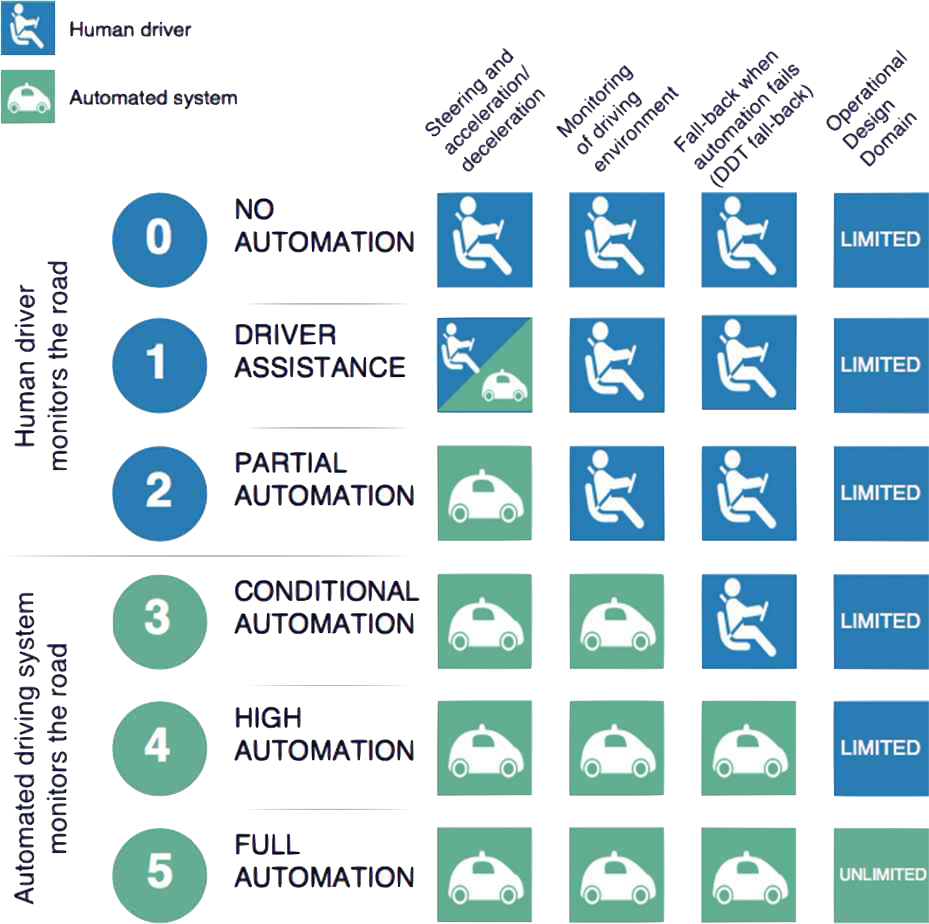 Human driver
Automated system
Steering and
acceleration/
deceleration
Monitoring
of driving
environment
Fall-back when
automation fails
(DDT fall-back)
Operational
Design
Domain
Human driver
monitors the road
0
NO
AUTOMATION
LIMITED
1
DRIVER
ASSISTANCE
LIMITED
2
PARTIAL
AUTOMATION
LIMITED
Automated driving system
monitors the road
3
CONDITIONAL
AUTOMATION
LIMITED
4
HIGH
AUTOMATION
LIMITED
5
FULL
AUTOMATION
UNLIMITED